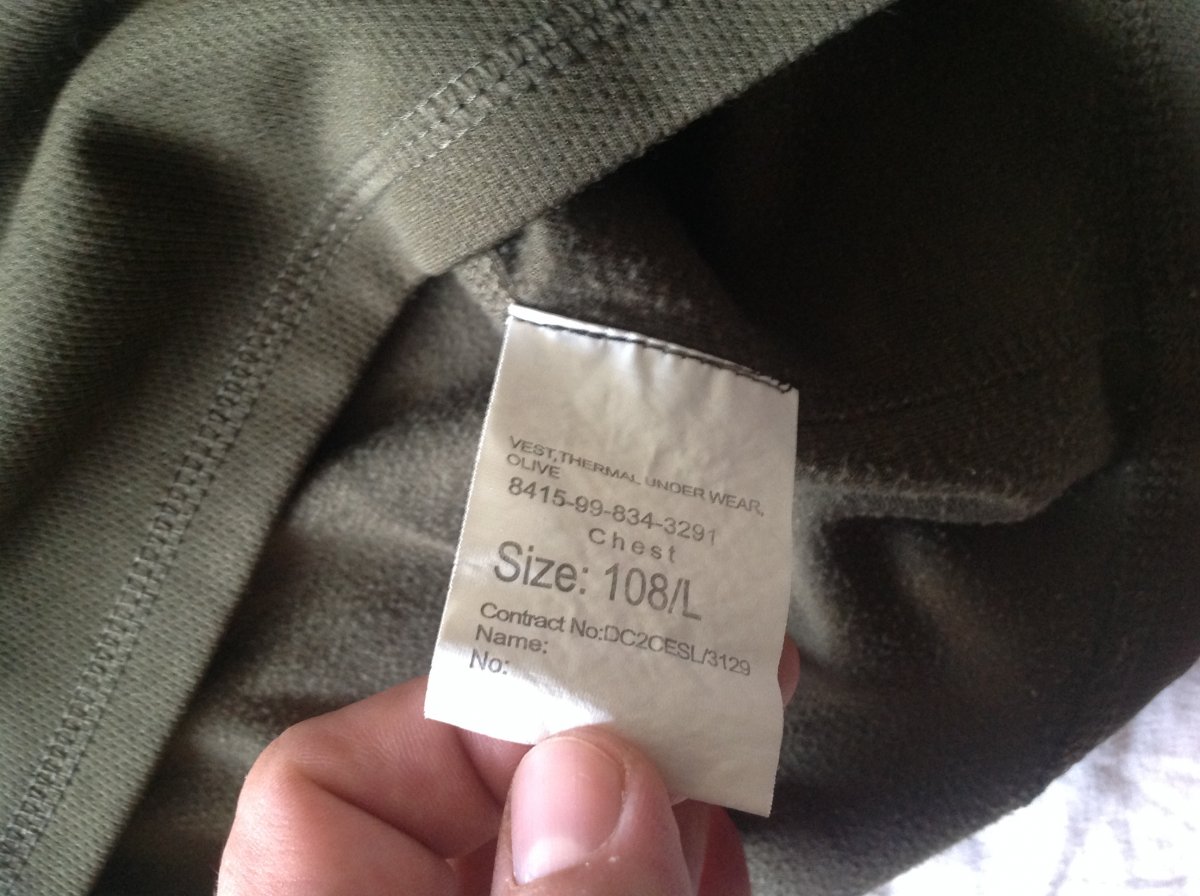 VEST,THERMAL UNDER WEAR,
OLIVE
8415-99-834-3291
Chest
Size: 108/L
Contract No:DC2CESL/3129
Name:
No: